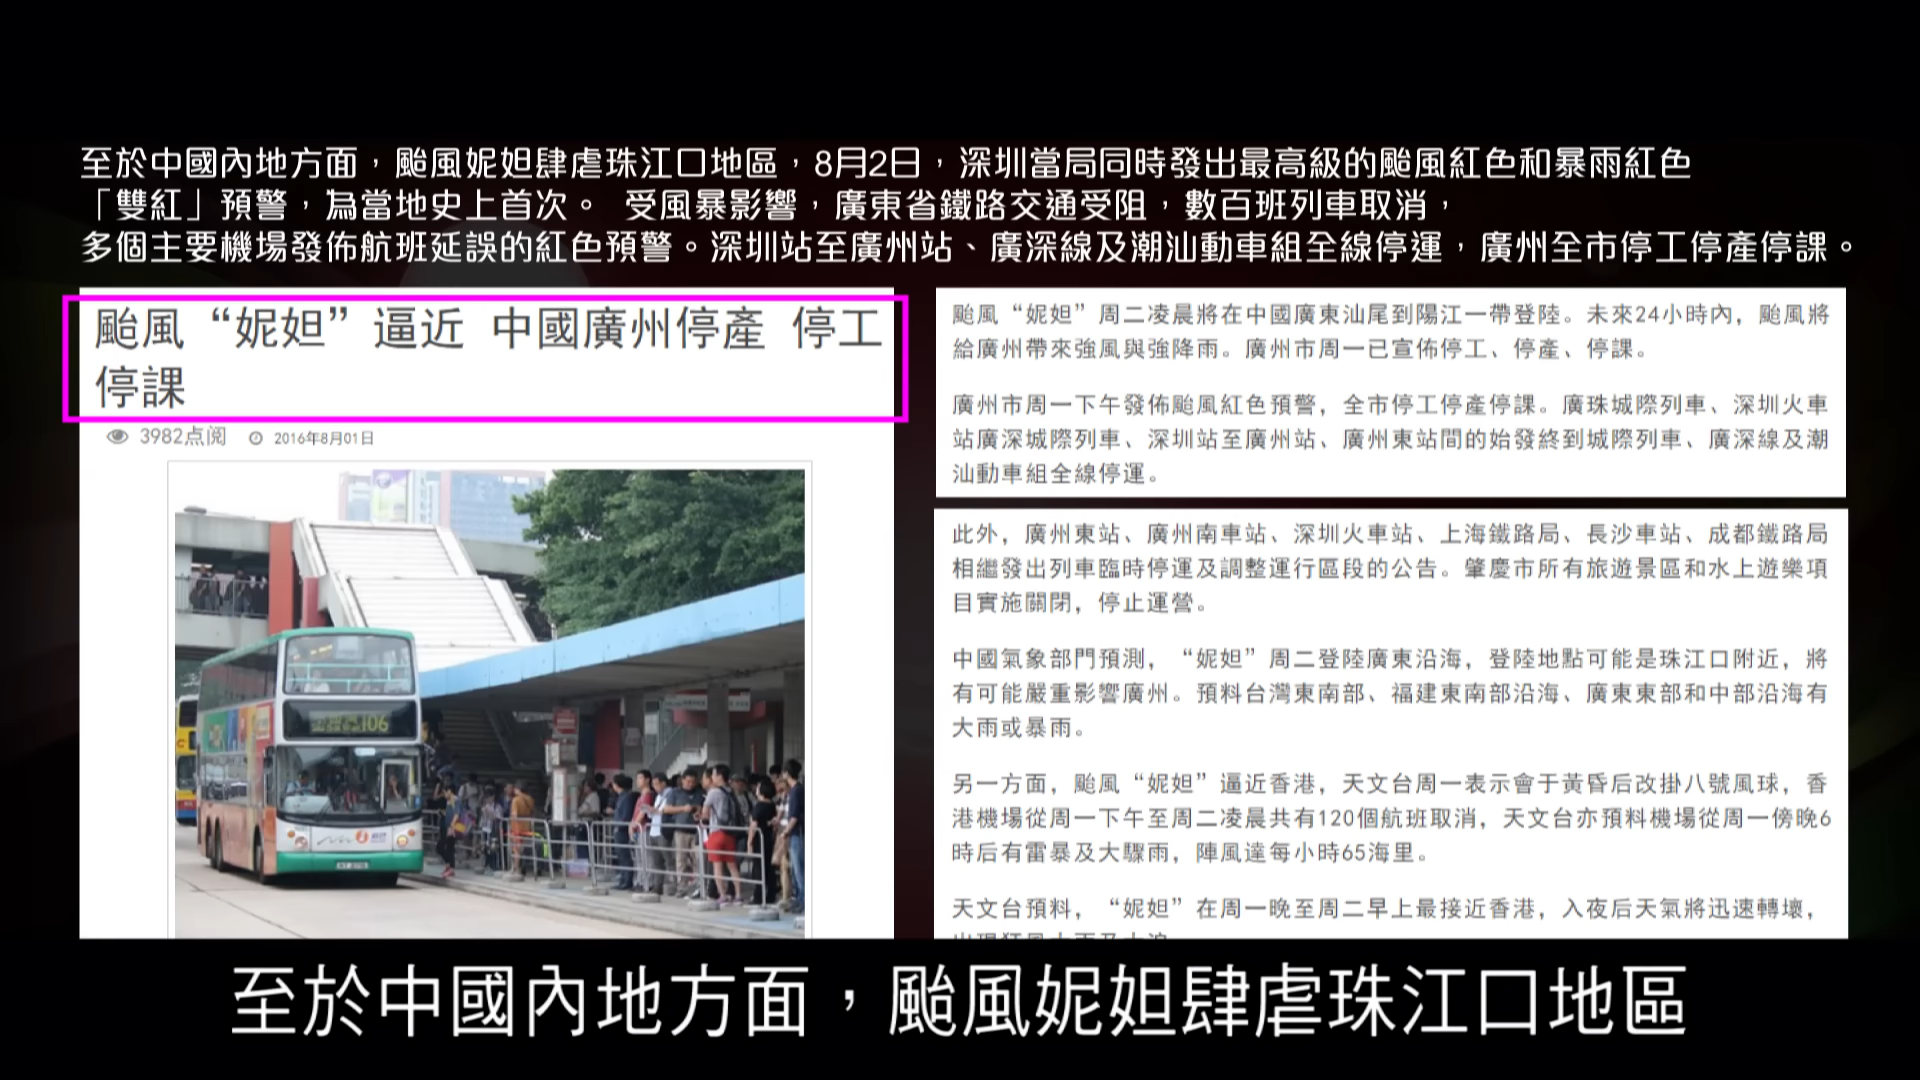 至於中國內地方面，颱風妮妲肆虐珠江口地區，8月2日，深圳當局同時發出最高級的颱風紅色和暴雨紅色
「雙紅」預警，為當地史上首次。 受風暴影響，廣東省鐵路交通受阻，數百班列車取消，
多個主要機場發佈航班延誤的紅色預警。深圳站至廣州站、廣深線及潮汕動車組全線停運，廣州全市停工停產停課。
颱風“妮妲”逼近 中國廣州停產 停工
停課
3982点阅 2016年8月01日
106
颱風“妮妲”周二凌晨將在中國廣東汕尾到陽江一帶登陸。未來24小時內，颱風將
給廣州帶來強風與強降雨。廣州市周一已宣佈停工、停產、停課。
廣州市周一下午發佈颱風紅色預警，全市停工停產停課。廣珠城際列車、深圳火車
站廣深城際列車、深圳站至廣州站、廣州東站間的始發終到城際列車、廣深線及潮
汕動車組全線停運。
此外，廣州東站、廣州南車站、深圳火車站、上海鐵路局、長沙車站、成都鐵路局
相繼發出列車臨時停運及調整運行區段的公告。肇慶市所有旅遊景區和水上遊樂項
目實施關閉，停止運營。
中國氣象部門預測，“妮妲”周二登陸廣東沿海，登陸地點可能是珠江口附近，將
有可能嚴重影響廣州。預料台灣東南部、福建東南部沿海、廣東東部和中部沿海有
大雨或暴雨。
另一方面，颱風“妮妲”逼近香港，天文台周一表示會于黃昏后改掛八號風球，香
港機場從周一下午至周二凌晨共有120個航班取消，天文台亦預料機場從周一傍晚6
時后有雷暴及大驟雨，陣風達每小時65海里。
天文台預料，“妮妲”在周一晚至周二早上最接近香港，入夜后天氣將迅速轉壞，
至於中國內地方面，颱風妮妲肆虐珠江口地區